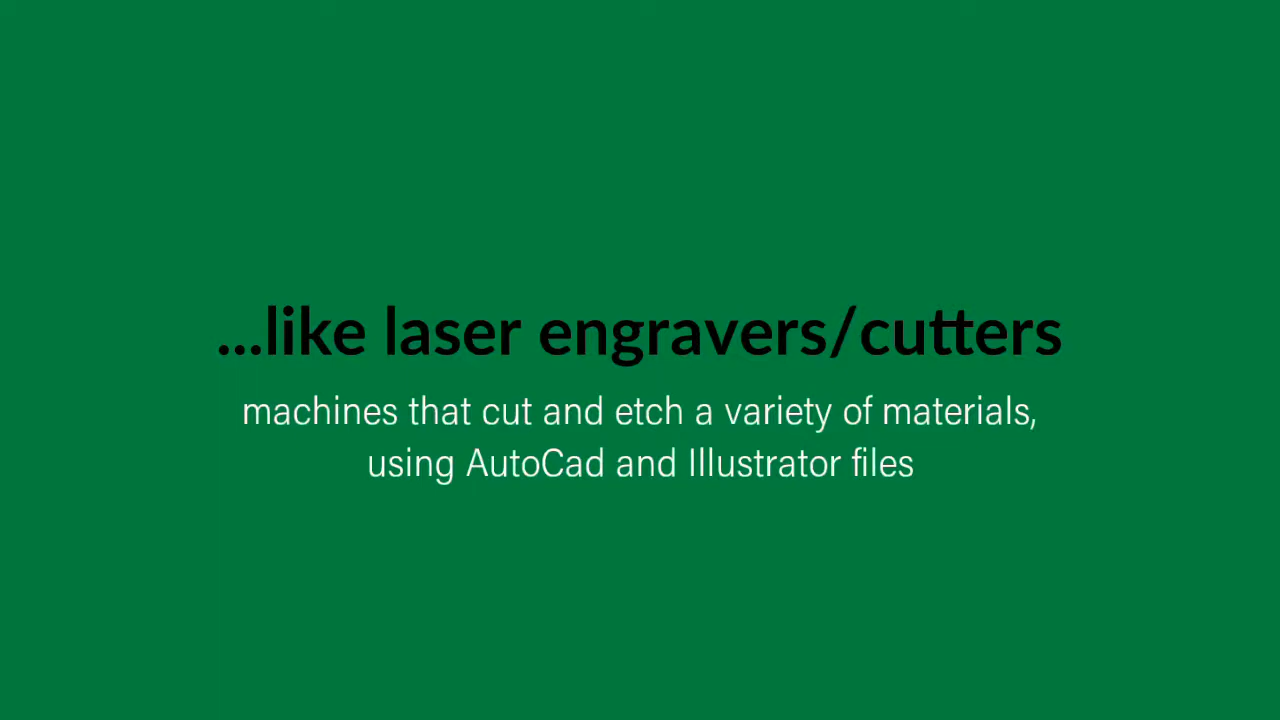 ...like laser engravers/cutters
machines that cut and etch a variety of materials,
using AutoCad and Illustrator files